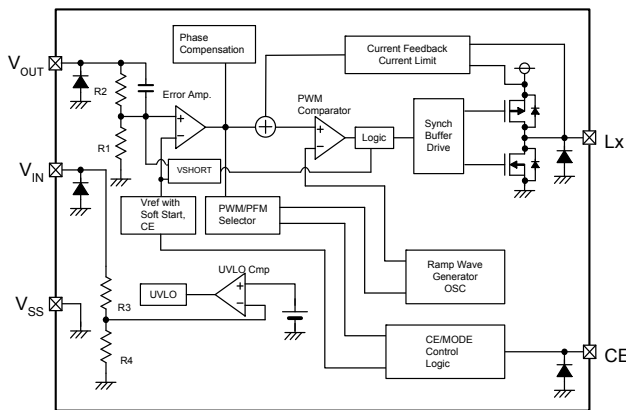 Phase
Compensation
Current Feedback
Current Limit
VOUT
R2
Error Amp.
PWM
Comparator
+
−
+
−
Logic
Synch
Buffer
Drive
Lx
R1
VIN
VSHORT
Vref with
Soft Start,
CE
PWM/PFM
Selector
Ramp Wave
Generator
OSC
UVLO Cmp
UVLO
+
−
R3
VSS
R4
CE/MODE
Control
Logic
CE